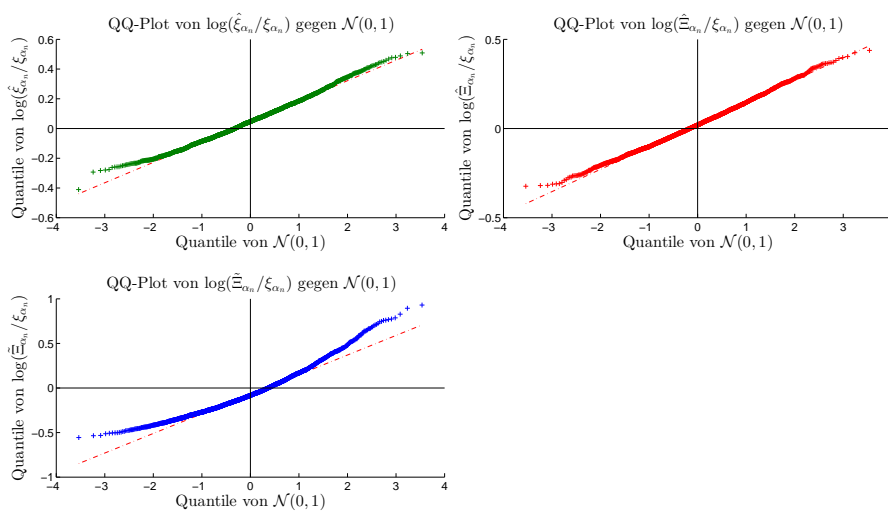 QQ-Plot von log(ξ̂_{α_n}/ξ_{α_n}) gegen 𝒩(0,1)
Quantile von log(ξ̂_{α_n}/ξ_{α_n})
0.6
0.4
0.2
0
−0.2
−0.4
−0.6
−4 −3 −2 −1 0 1 2 3 4
Quantile von 𝒩(0,1)
QQ-Plot von log(Ξ̂_{α_n}/ξ_{α_n}) gegen 𝒩(0,1)
Quantile von log(Ξ̂_{α_n}/ξ_{α_n})
0.5
0
−0.5
−4 −3 −2 −1 0 1 2 3 4
Quantile von 𝒩(0,1)
QQ-Plot von log(Ξ̃_{α_n}/ξ_{α_n}) gegen 𝒩(0,1)
Quantile von log(Ξ̃_{α_n}/ξ_{α_n})
1
0.5
0
−0.5
−1
−4 −3 −2 −1 0 1 2 3 4
Quantile von 𝒩(0,1)